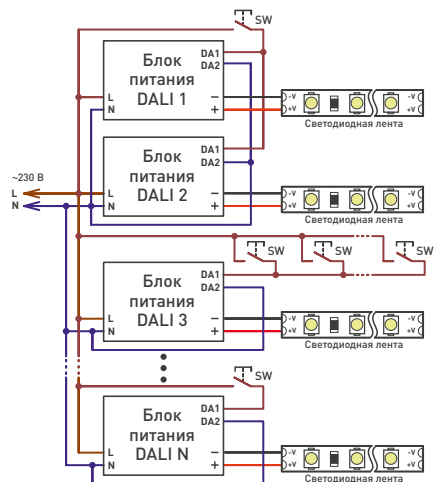 SW
Блок
питания
DALI 1
DA1
DA2
L
N
−
+
-V
+V
-V
+V
Светодиодная лента
Блок
питания
DALI 2
DA1
DA2
L
N
−
+
-V
+V
-V
+V
Светодиодная лента
~230 В
L
N
SW
SW
SW
Блок
питания
DALI 3
DA1
DA2
L
N
−
+
-V
+V
-V
+V
Светодиодная лента
SW
Блок
питания
DALI N
DA1
DA2
L
N
−
+
-V
+V
-V
+V
Светодиодная лента